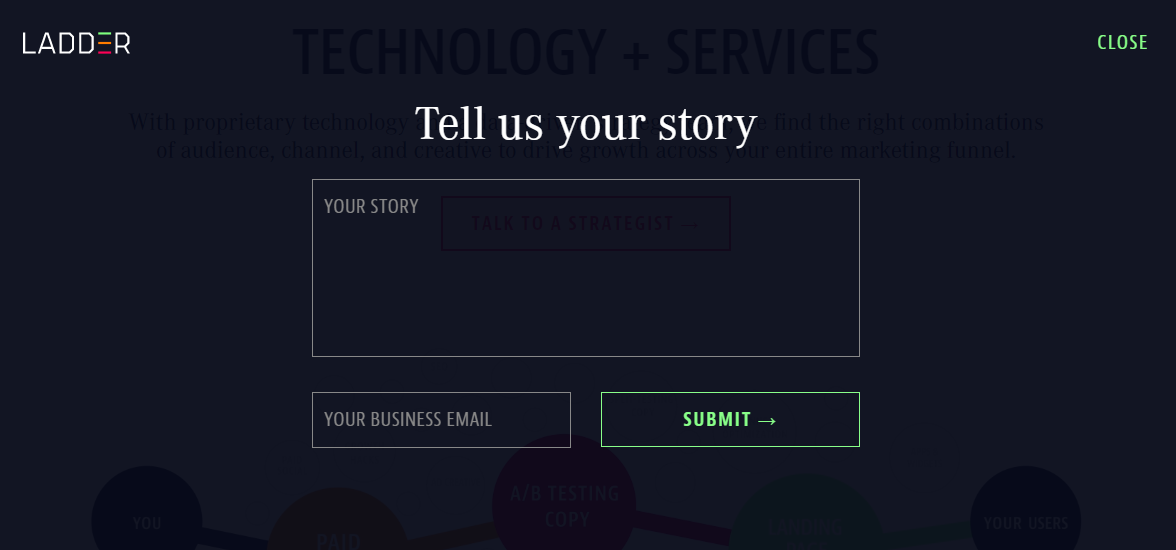 LADDER
TECHNOLOGY + SERVICES
CLOSE
Tell us your story
With proprietary technology find the right combinations
of audience, channel, and creative to drive growth across your entire marketing funnel.
YOUR STORY
TALK TO A STRATEGIST →
YOUR BUSINESS EMAIL
SUBMIT →
A/B TESTING
COPY
YOU
PAID
LANDING
YOUR USERS